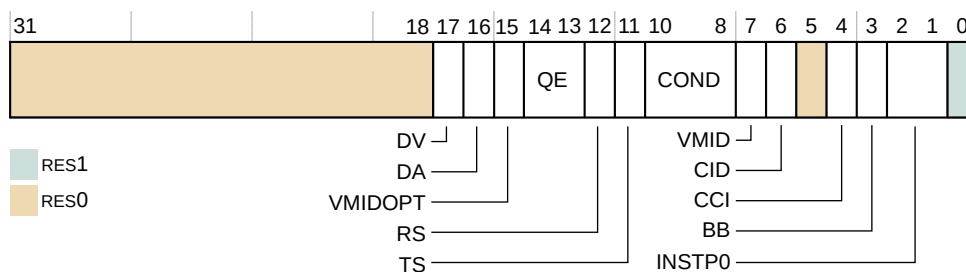 31 18 17 16 15 14 13 12 11 10 8 7 6 5 4 3 2 1 0
QE COND
DV VMID
RES1
DA CID
RES0
VMIDOPT CCI
RS BB
TS INSTP0